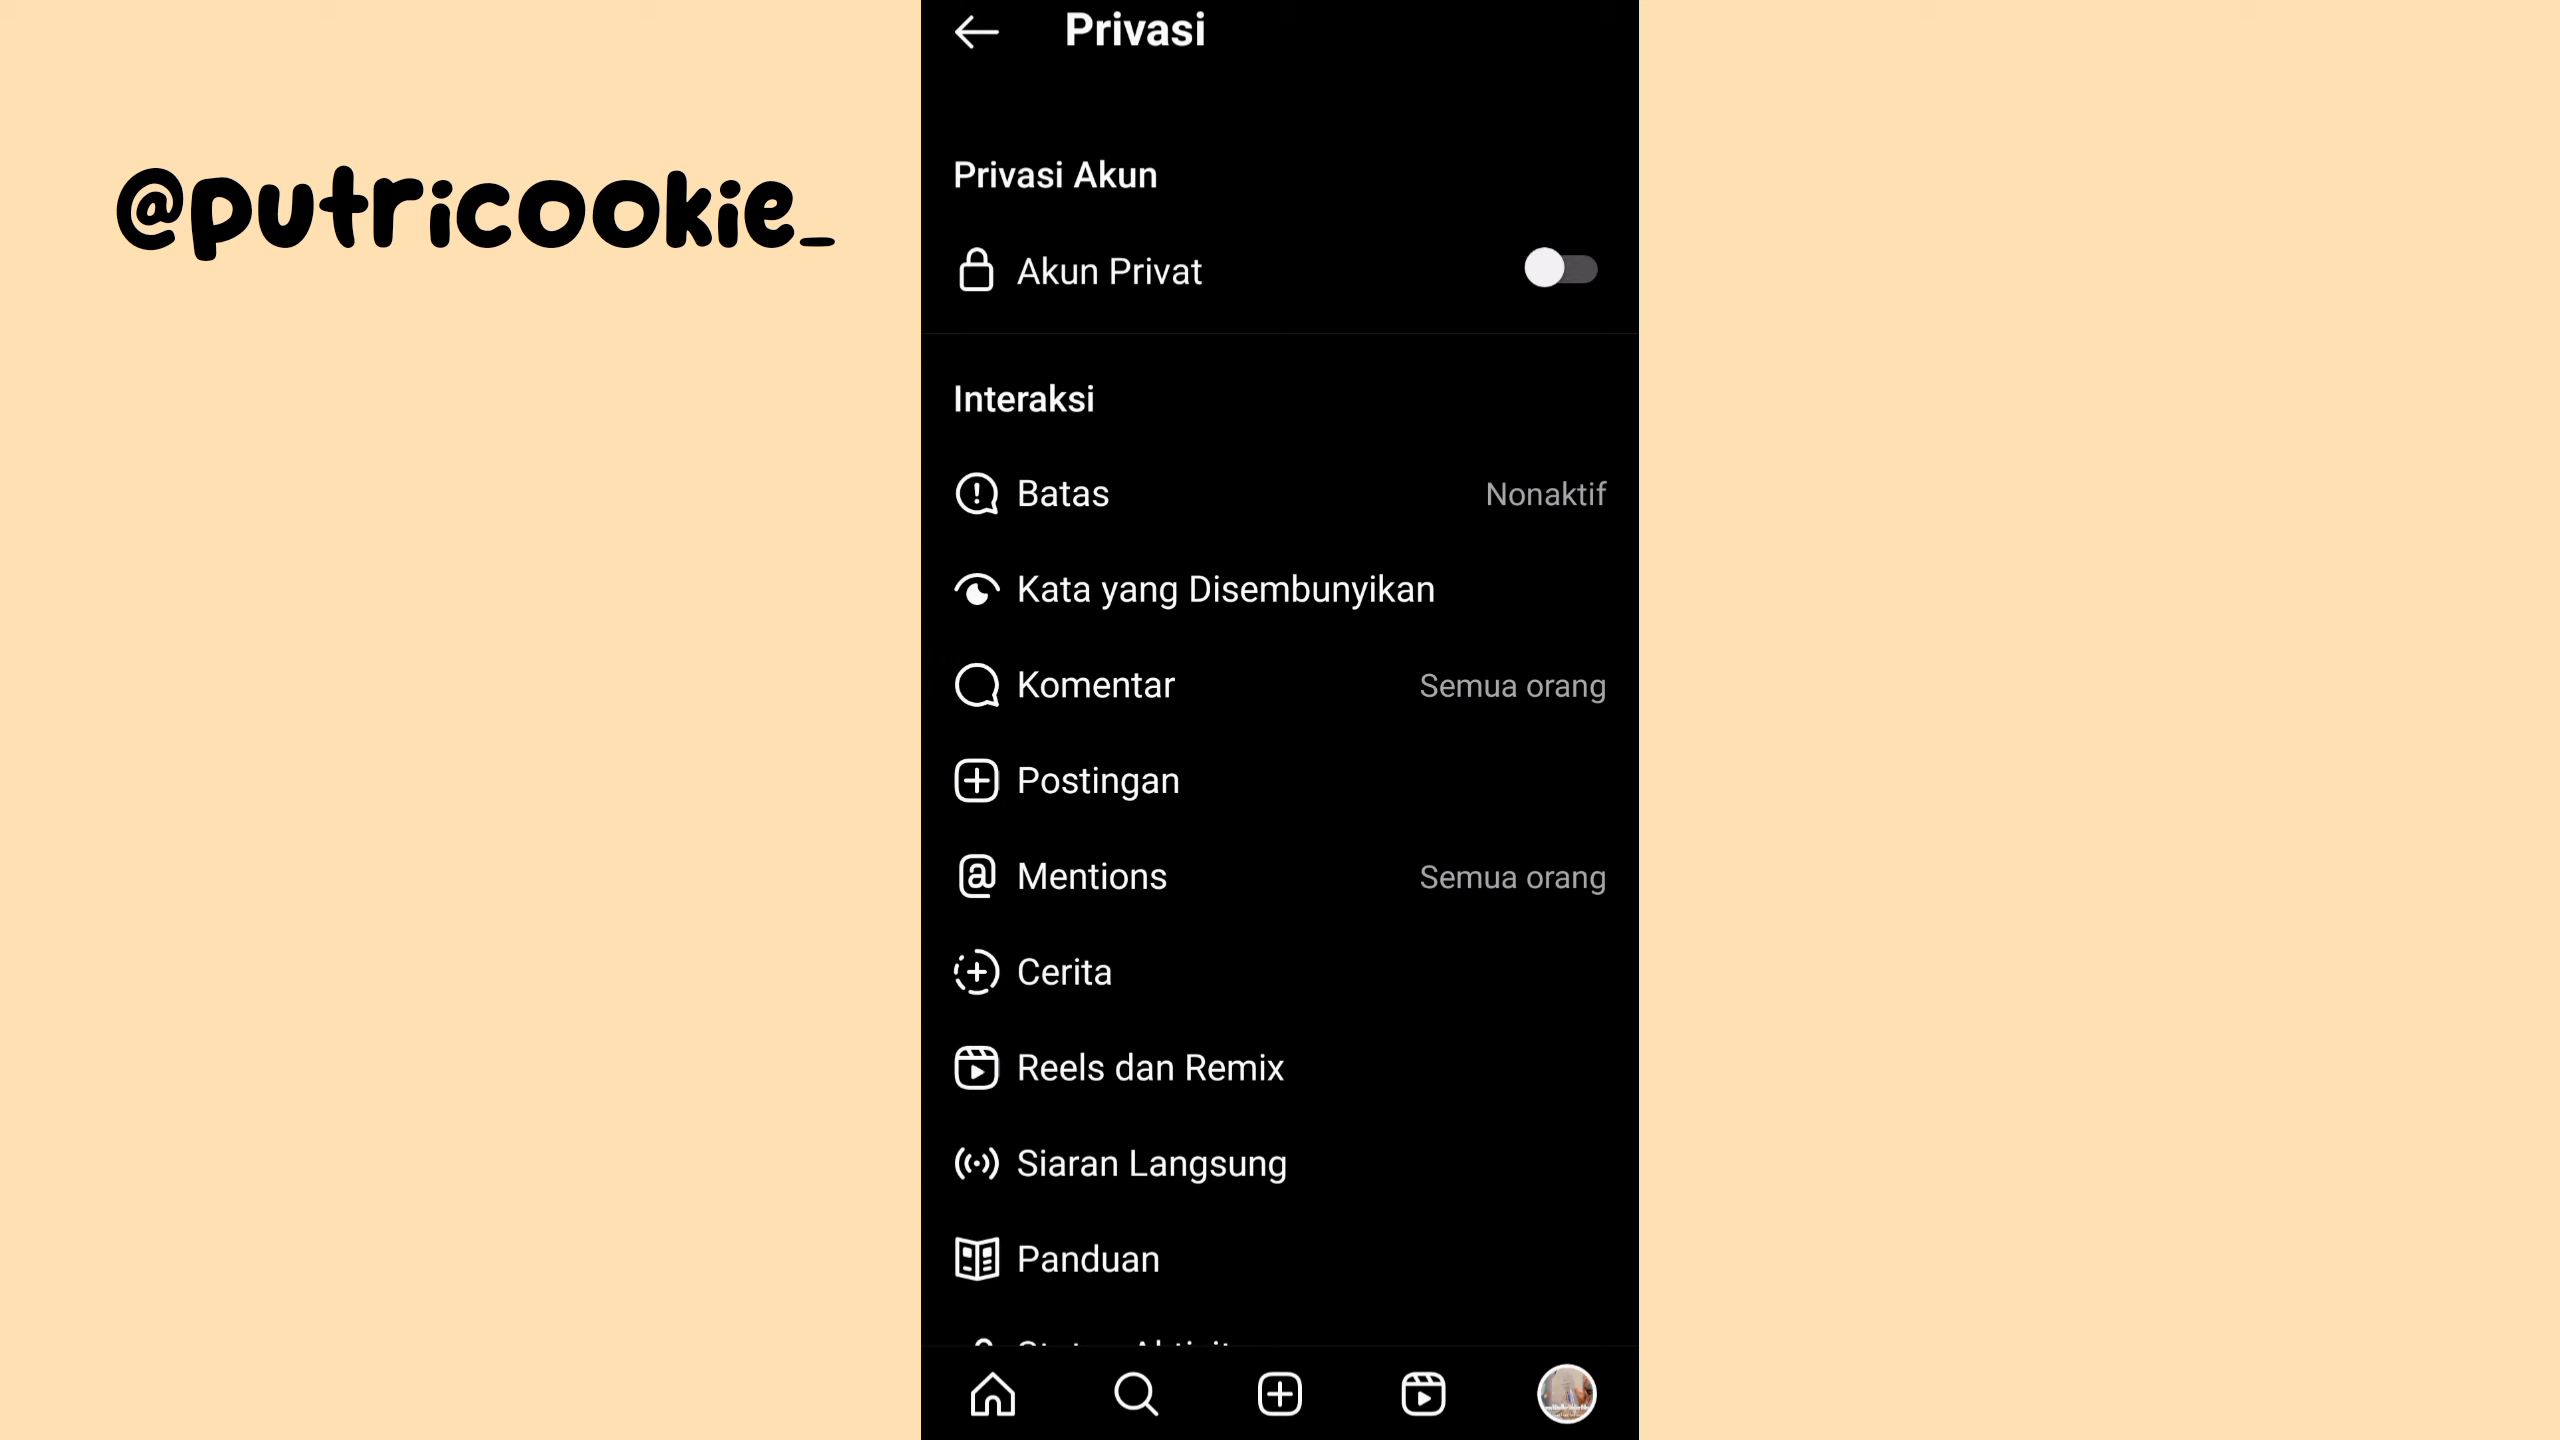 Privasi
@putricookie_
Privasi Akun
Akun Privat
Interaksi
Batas Nonaktif
Kata yang Disembunyikan
Komentar Semua orang
Postingan
Mentions Semua orang
Cerita
Reels dan Remix
Siaran Langsung
Panduan